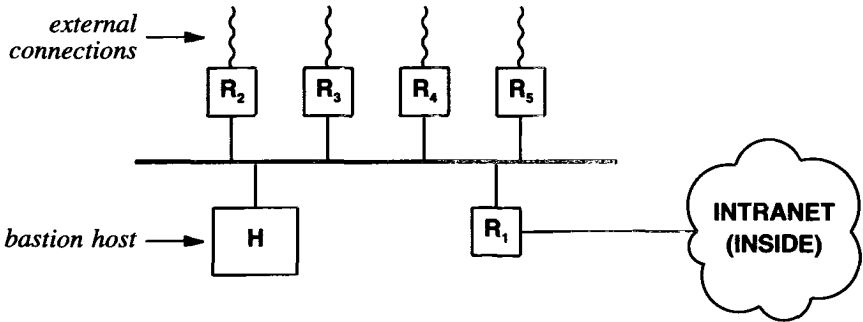 external
connections
R₂
R₃
R₄
R₅
bastion host
H
R₁
INTRANET
(INSIDE)